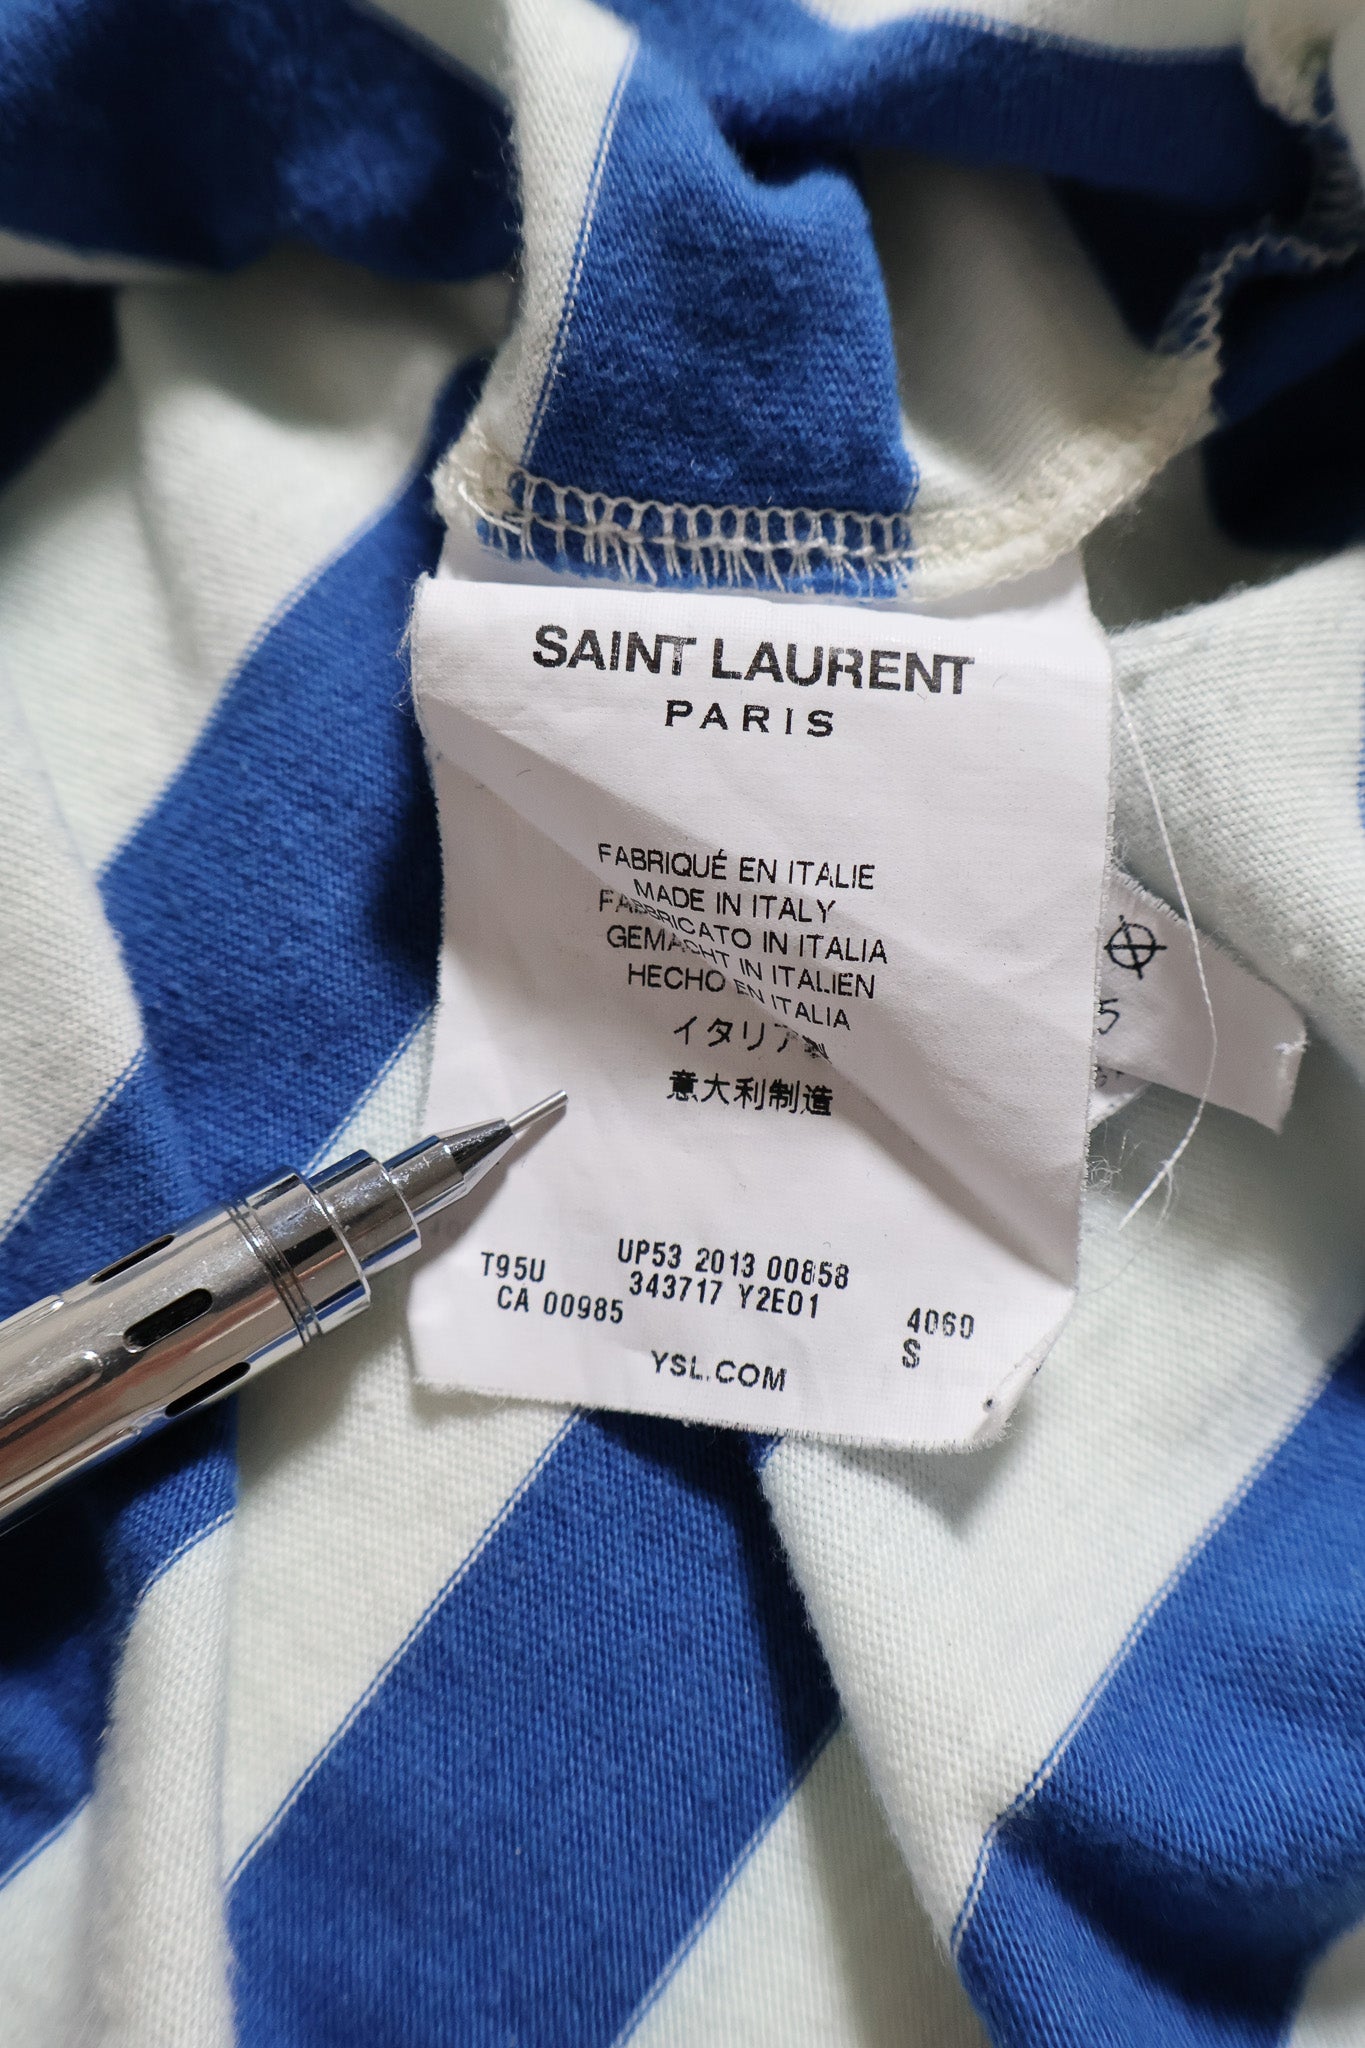 SAINT LAURENT
PARIS
FABRIQUÉ EN ITALIE
MADE IN ITALY
FABBRICATO IN ITALIA
GEMACHT IN ITALIEN
HECHO EN ITALIA
イタリア製
意大利制造
T95U UP53 2013 00858
CA 00985 343717 Y2E01 4060
S
YSL.COM
5